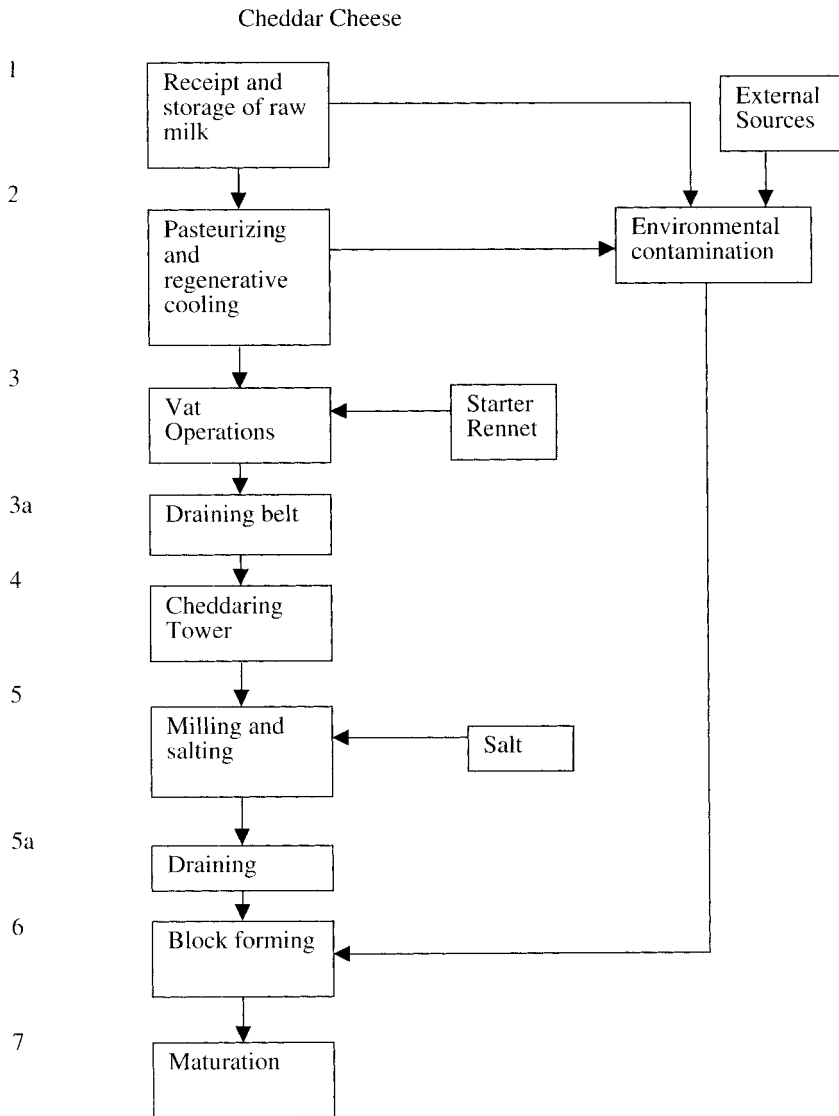 Cheddar Cheese
1
Receipt and
storage of raw
milk
External
Sources
2
Pasteurizing
and
regenerative
cooling
Environmental
contamination
3
Vat
Operations
Starter
Rennet
3a
Draining belt
4
Cheddaring
Tower
5
Milling and
salting
Salt
5a
Draining
6
Block forming
7
Maturation